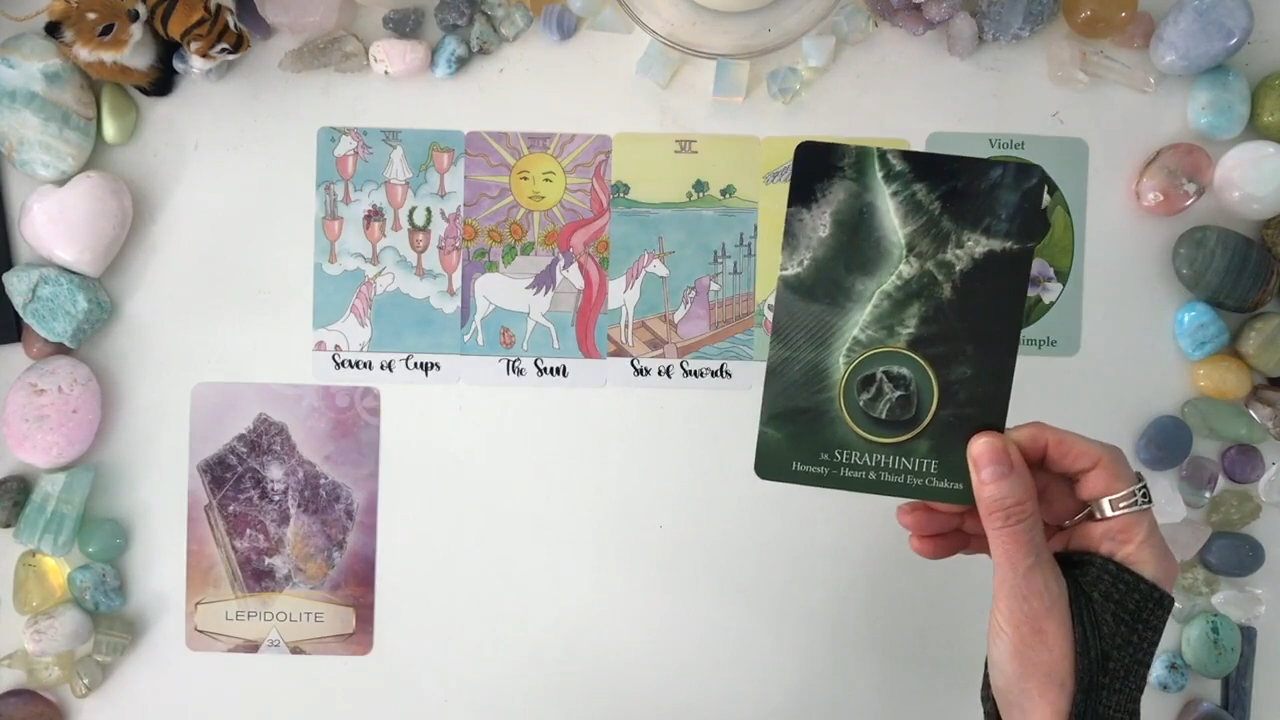 VII
Seven of Cups
XIX
The Sun
VI
Six of Swords
Violet
38. SERAPHINITE
Honesty – Heart & Third Eye Chakras
LEPIDOLITE
32